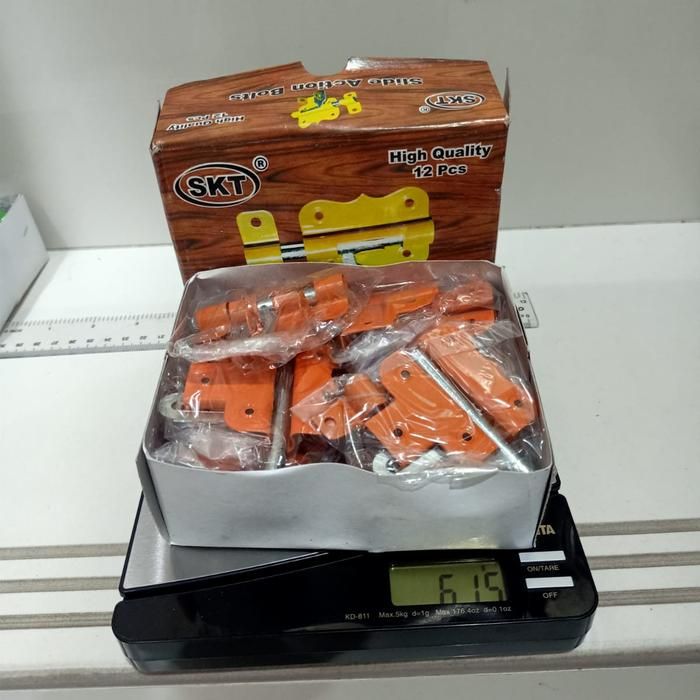 Slide Action Bolts
SKT
®
High Quality
12 Pcs
SKT
®
High Quality
12 Pcs
ON/TARE
OFF
615
KD-811 Max.5kg d=1g Max.176.4oz d=0.1oz